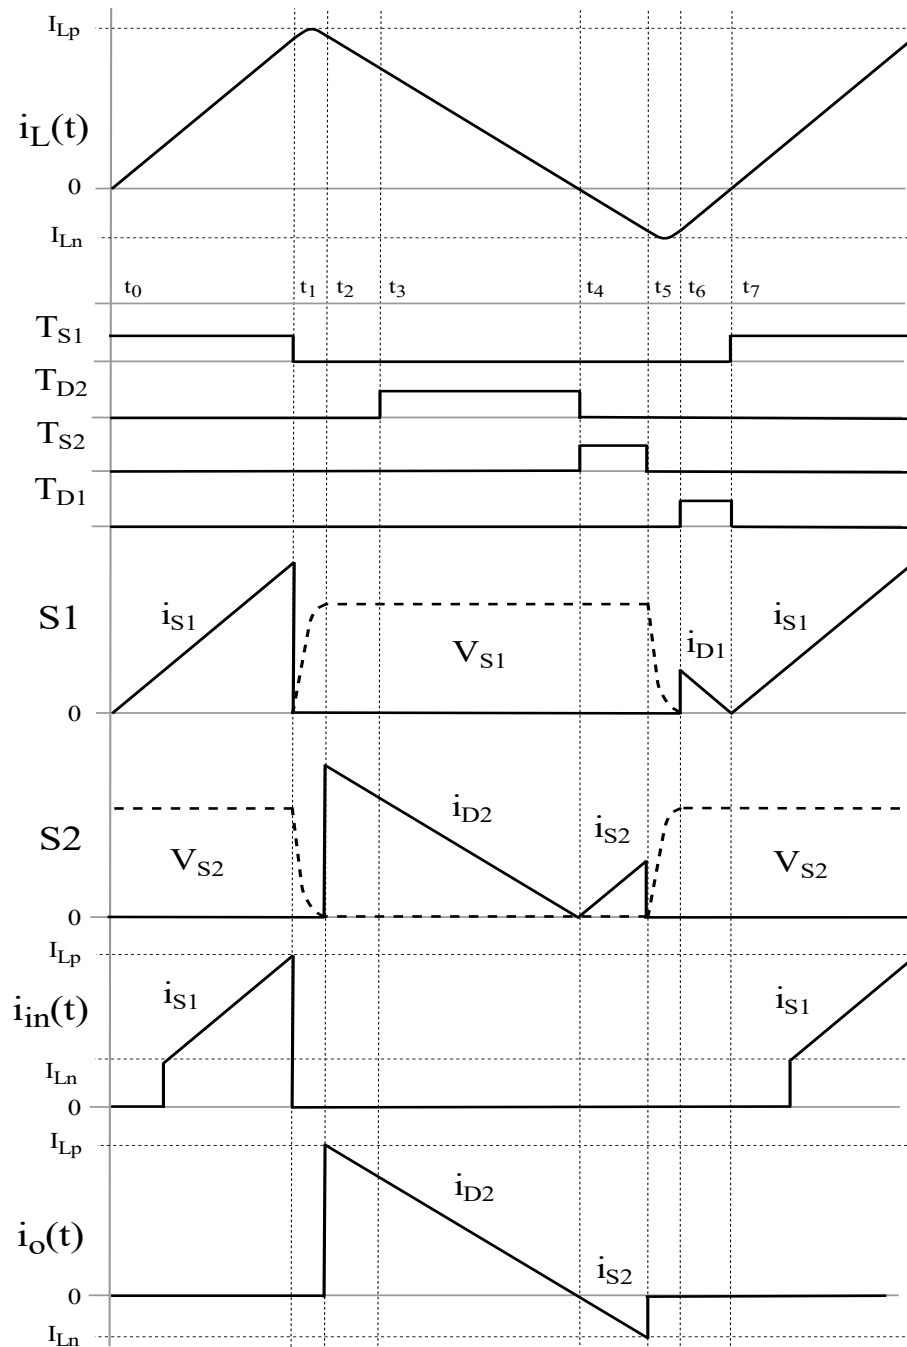 I_Lp
i_L(t)
0
I_Ln
t_0 t_1 t_2 t_3 t_4 t_5 t_6 t_7
T_S1
T_D2
T_S2
T_D1
S1 i_S1 V_S1 i_D1 i_S1
0
S2 V_S2 i_D2 i_S2 V_S2
0
I_Lp
i_in(t) i_S1 i_S1
I_Ln
0
I_Lp
i_o(t) i_D2 i_S2
0
I_Ln